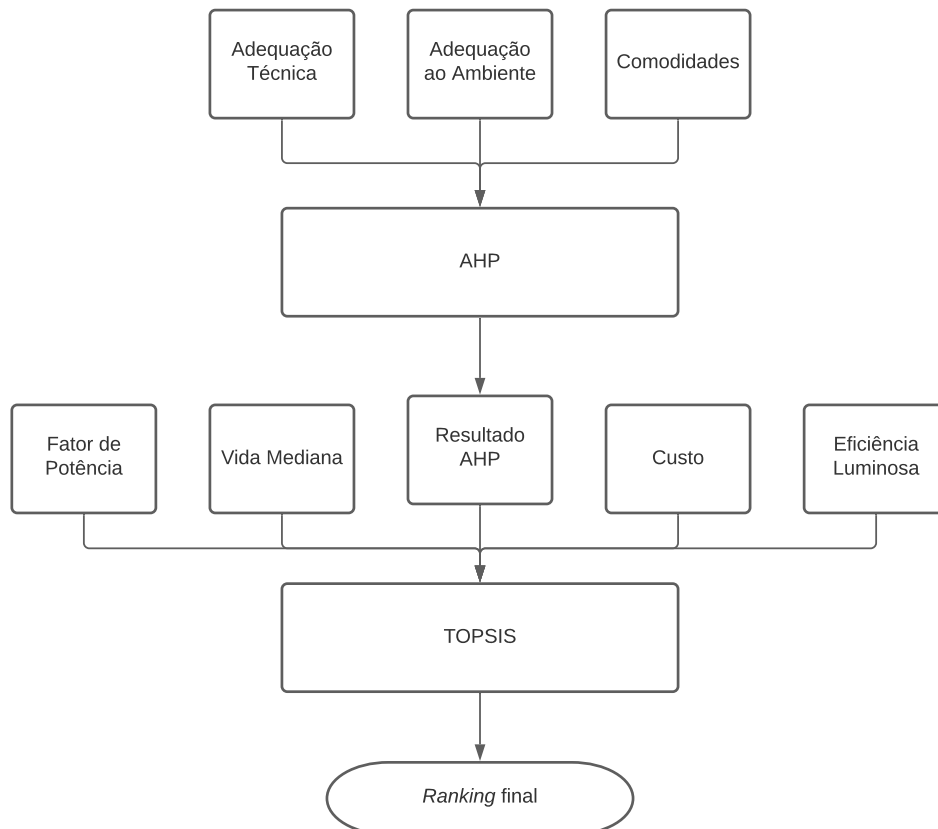 Adequação
Técnica
Adequação
ao Ambiente
Comodidades
AHP
Fator de
Potência
Vida Mediana
Resultado
AHP
Custo
Eficiência
Luminosa
TOPSIS
Ranking final